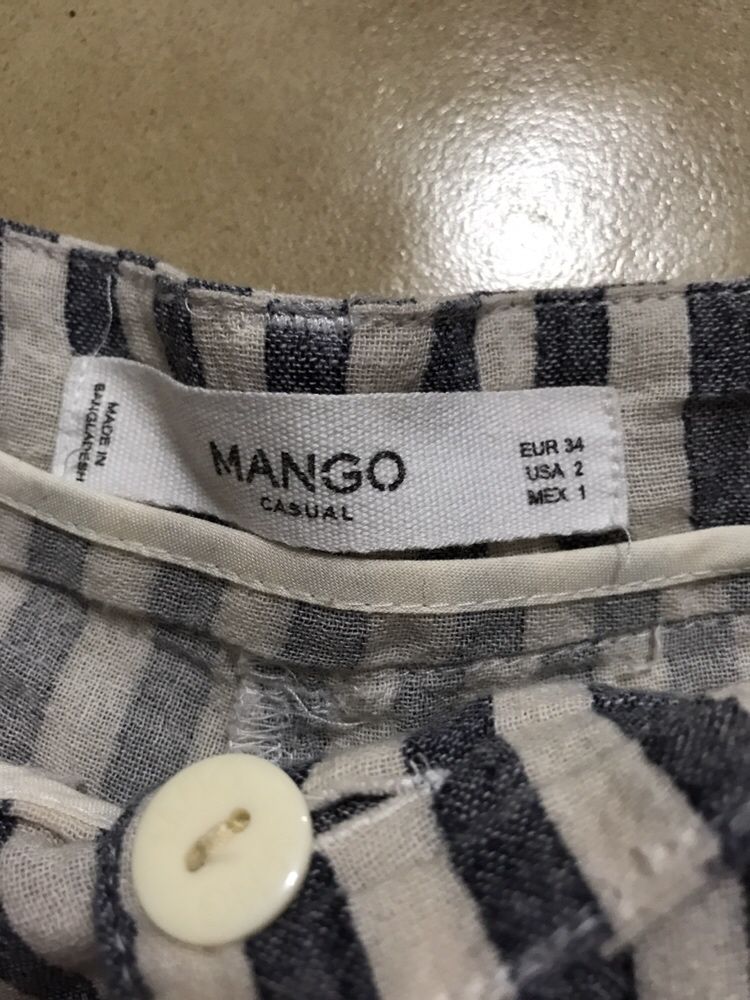 MADE IN
BANGLADESH
MANGO
CASUAL
EUR 34
USA 2
MEX 1